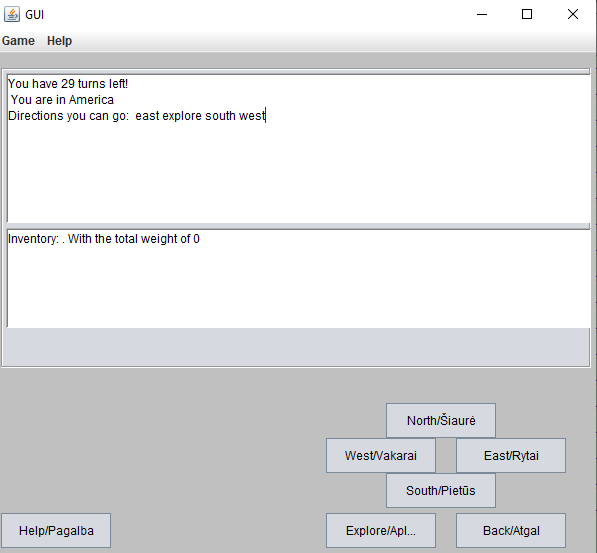 GUI
Game Help
You have 29 turns left!
You are in America
Directions you can go: east explore south west
Inventory: . With the total weight of 0
North/Šiaurė
West/Vakarai East/Rytai
South/Pietūs
Help/Pagalba Explore/Apl... Back/Atgal